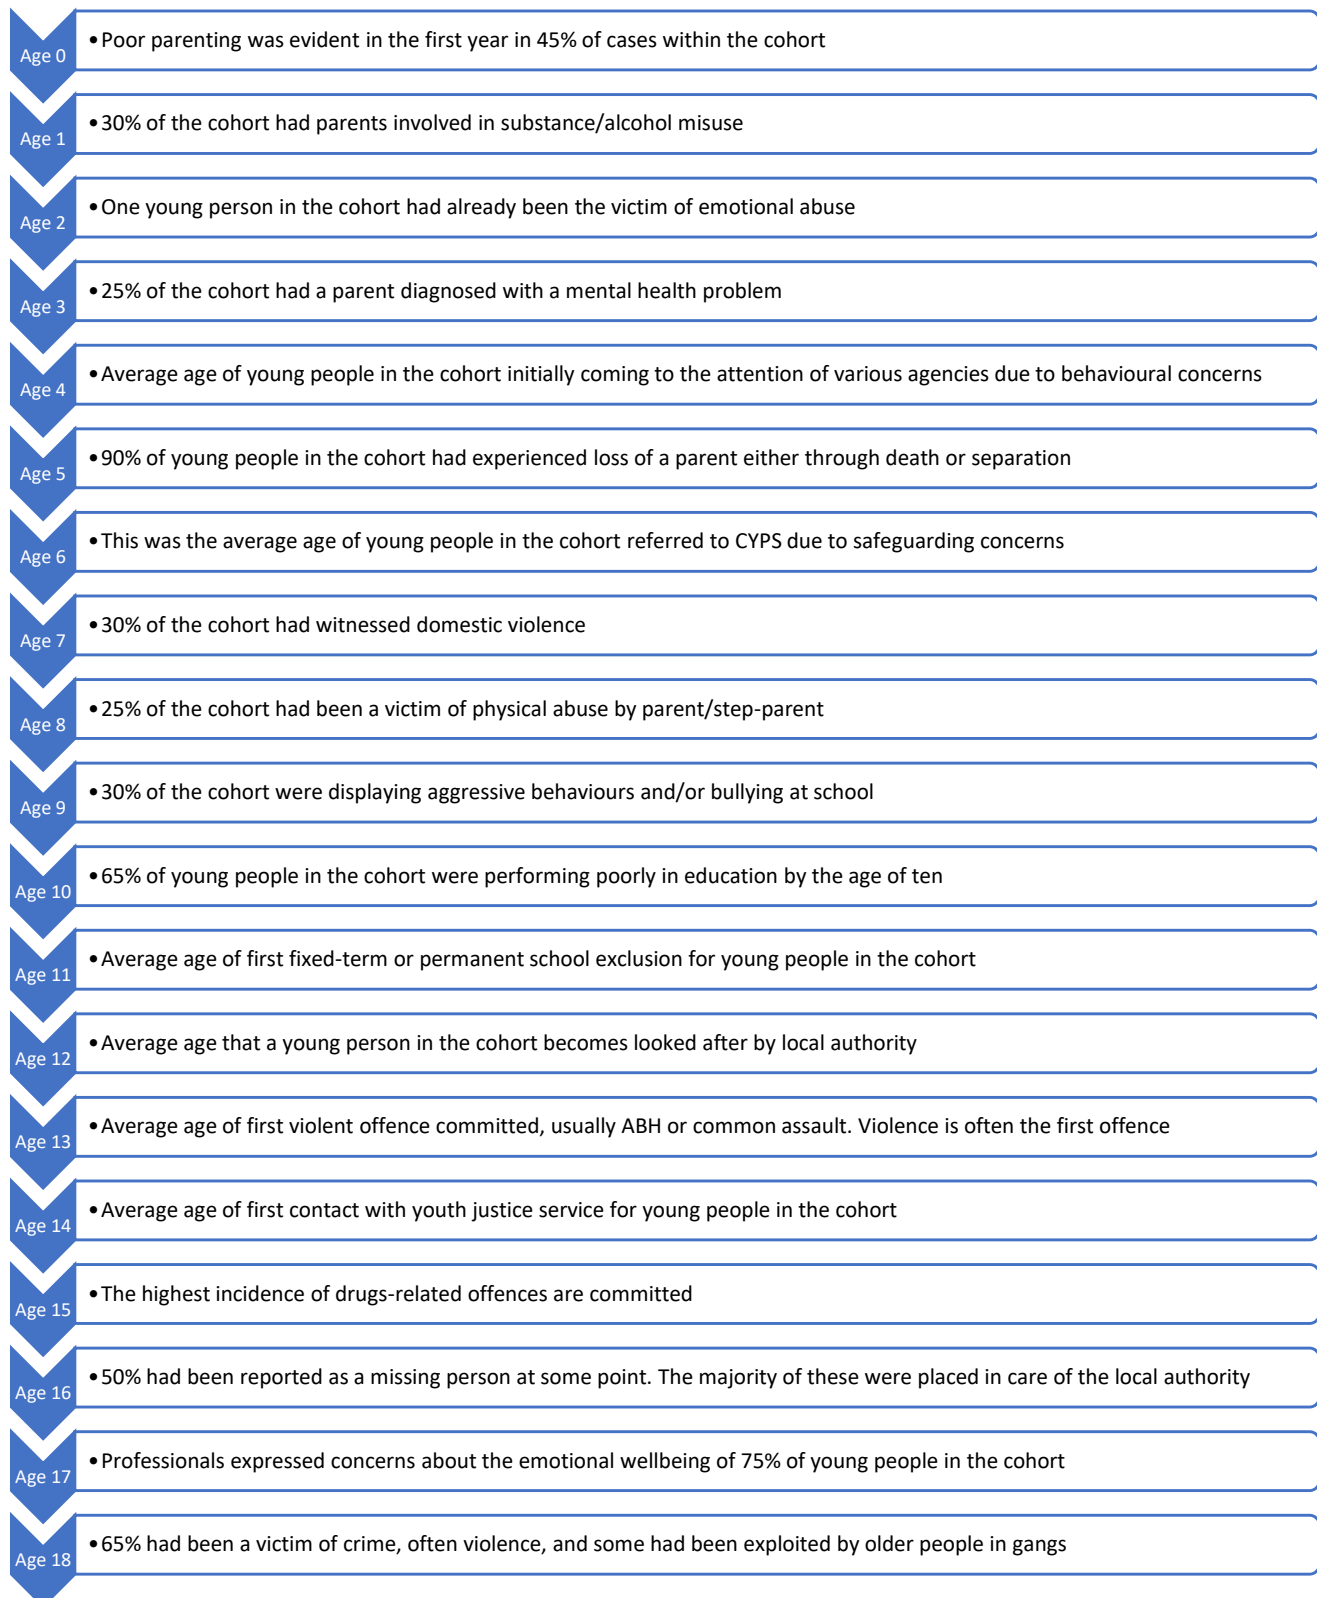 Age 0
•Poor parenting was evident in the first year in 45% of cases within the cohort
Age 1
•30% of the cohort had parents involved in substance/alcohol misuse
Age 2
•One young person in the cohort had already been the victim of emotional abuse
Age 3
•25% of the cohort had a parent diagnosed with a mental health problem
Age 4
•Average age of young people in the cohort initially coming to the attention of various agencies due to behavioural concerns
Age 5
•90% of young people in the cohort had experienced loss of a parent either through death or separation
Age 6
•This was the average age of young people in the cohort referred to CYPS due to safeguarding concerns
Age 7
•30% of the cohort had witnessed domestic violence
Age 8
•25% of the cohort had been a victim of physical abuse by parent/step-parent
Age 9
•30% of the cohort were displaying aggressive behaviours and/or bullying at school
Age 10
•65% of young people in the cohort were performing poorly in education by the age of ten
Age 11
•Average age of first fixed-term or permanent school exclusion for young people in the cohort
Age 12
•Average age that a young person in the cohort becomes looked after by local authority
Age 13
•Average age of first violent offence committed, usually ABH or common assault. Violence is often the first offence
Age 14
•Average age of first contact with youth justice service for young people in the cohort
Age 15
•The highest incidence of drugs-related offences are committed
Age 16
•50% had been reported as a missing person at some point. The majority of these were placed in care of the local authority
Age 17
•Professionals expressed concerns about the emotional wellbeing of 75% of young people in the cohort
Age 18
•65% had been a victim of crime, often violence, and some had been exploited by older people in gangs